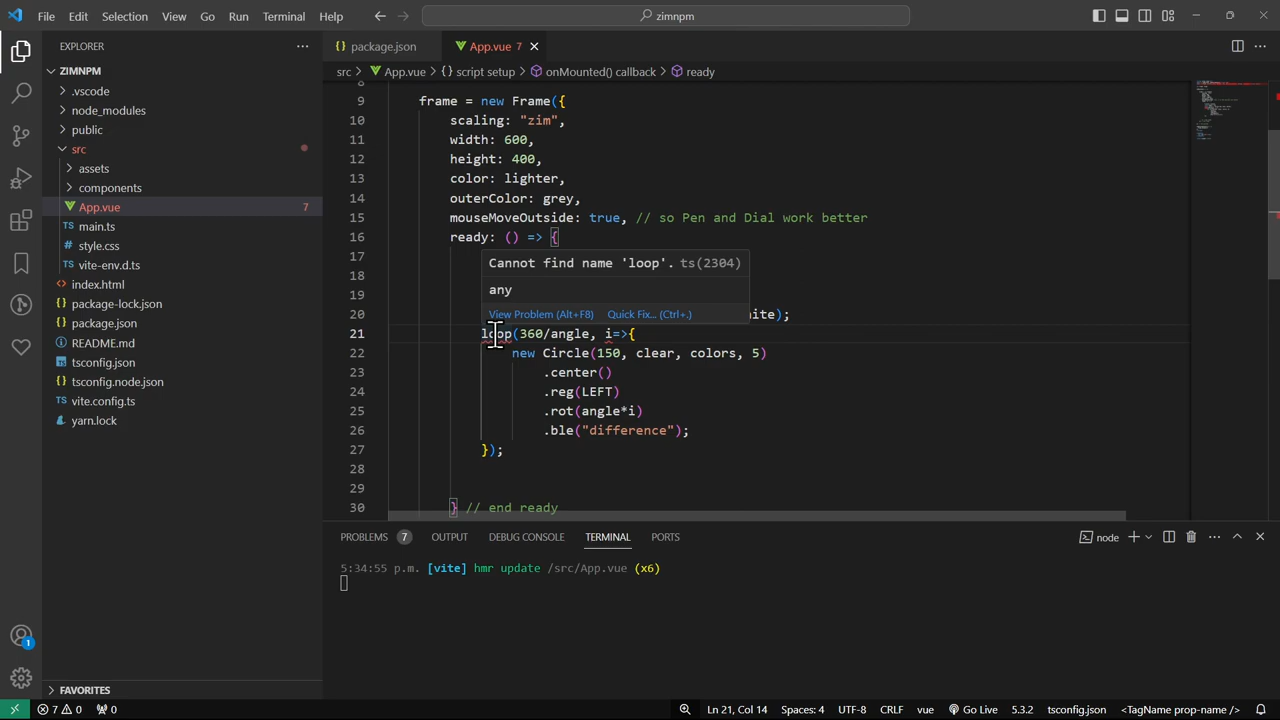 File Edit Selection View Go Run Terminal Help
zimnpm
EXPLORER
package.json
App.vue 7
ZIMNPM
src > App.vue > {} script setup > onMounted() callback > ready
.vscode
node_modules
public
src
assets
components
App.vue 7
TS main.ts
style.css
TS vite-env.d.ts
index.html
package-lock.json
package.json
README.md
tsconfig.json
tsconfig.node.json
vite.config.ts
yarn.lock
FAVORITES
8
9 frame = new Frame({
10 scaling: "zim",
11 width: 600,
12 height: 400,
13 color: lighter,
14 outerColor: grey,
15 mouseMoveOutside: true, // so Pen and Dial work better
16 ready: () => {
17
Cannot find name 'loop'. ts(2304)
18
any
19
View Problem (Alt+F8) Quick Fix... (Ctrl+.)
20 ite);
21 loop(360/angle, i=>{
22 new Circle(150, clear, colors, 5)
23 .center()
24 .reg(LEFT)
25 .rot(angle*i)
26 .ble("difference");
27 });
28
29
30 } // end ready
PROBLEMS 7 OUTPUT DEBUG CONSOLE TERMINAL PORTS
node
5:34:55 p.m. [vite] hmr update /src/App.vue (x6)
1
7 0 0
Ln 21, Col 14 Spaces: 4 UTF-8 CRLF vue Go Live 5.3.2 tsconfig.json <TagName prop-name />